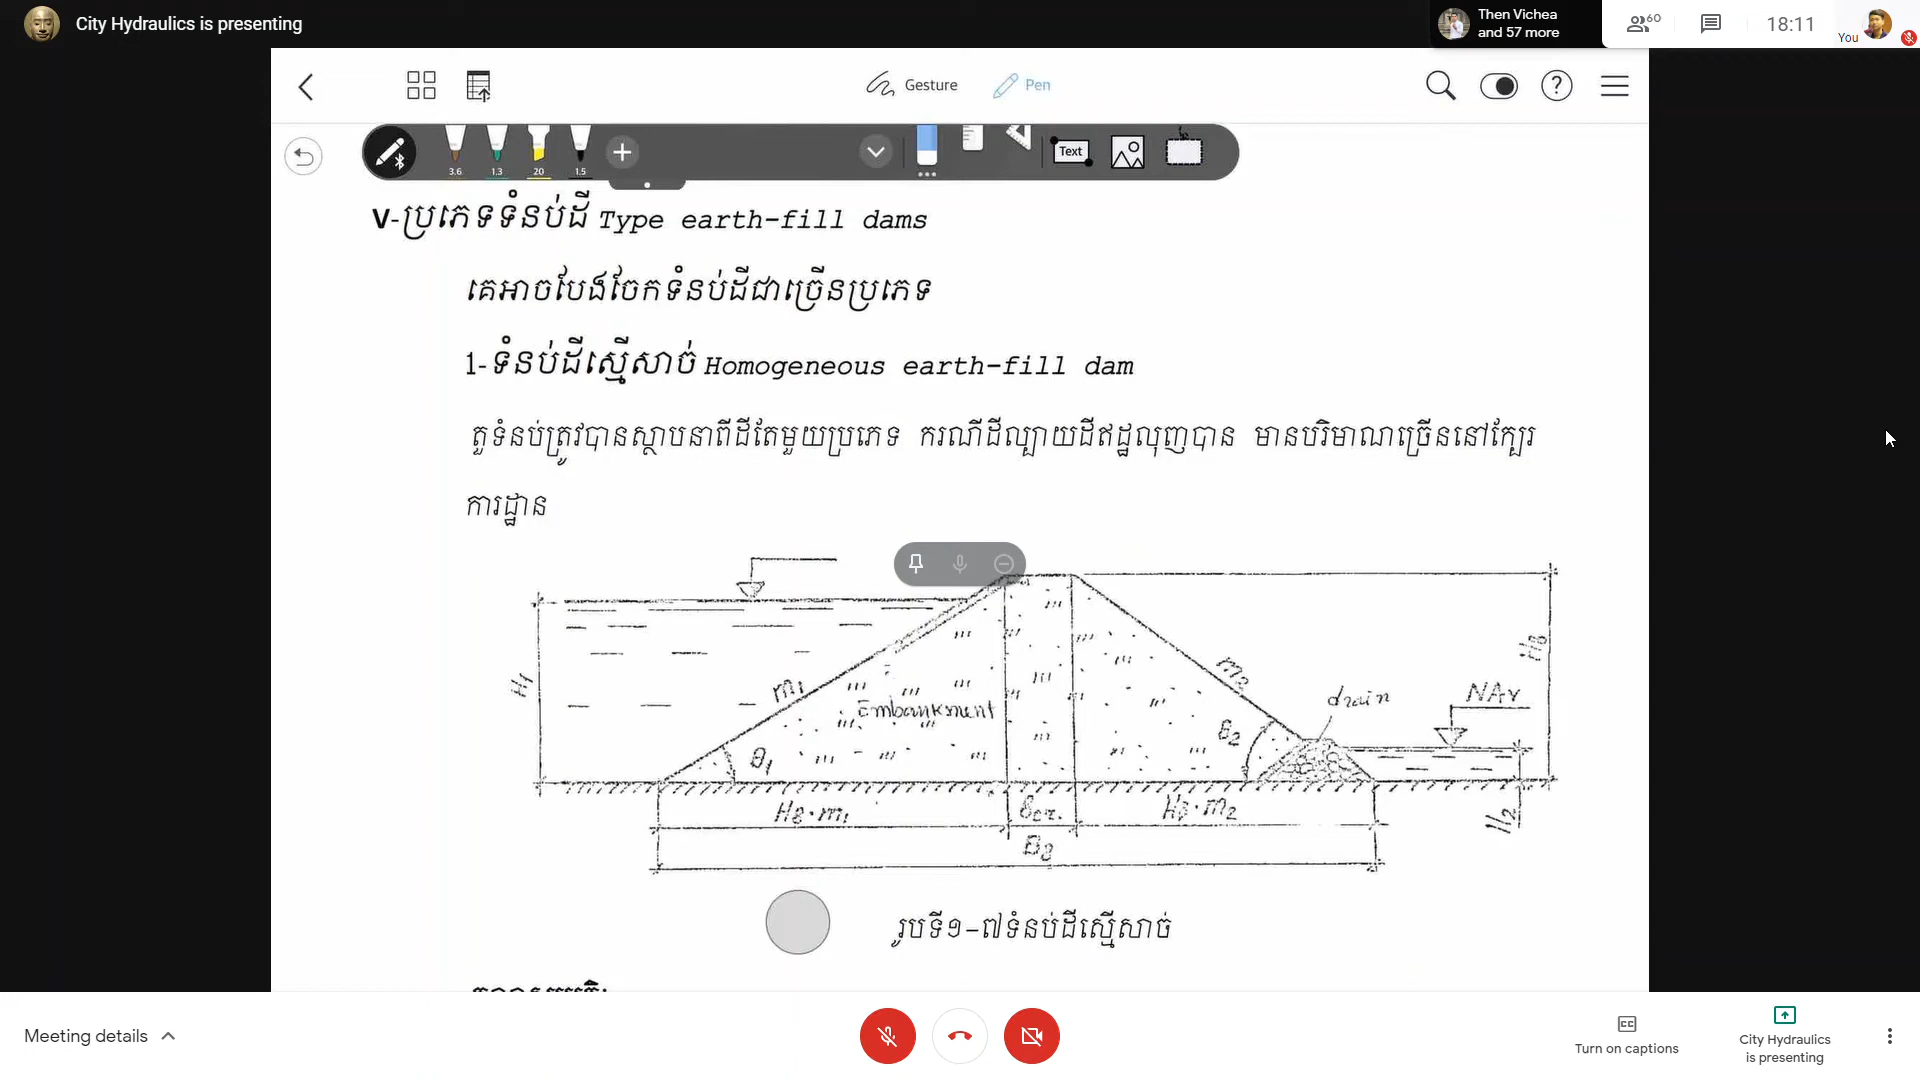 City Hydraulics is presenting
Then Vichea
and 57 more
60
18:11
You
Gesture
Pen
3.6
1.3
20
1.5
Text
V-ប្រភេទទំនប់ដី Type earth-fill dams
គេអាចបែងចែកទំនប់ដីជាច្រើនប្រភេទ
1-ទំនប់ដីស្មើសាច់ Homogeneous earth-fill dam
តួទំនប់ត្រូវបានស្ថាបនាពីដីតែមួយប្រភេទ ករណីដីល្បាយដីឥដ្ឋលុញបាន មានបរិមាណច្រើននៅក្បែរ
ការដ្ឋាន
H1
m1
Embankment
m2
drain
NAv
θ1
θ2
H2
រូបទី១-៧ទំនប់ដីស្មើសាច់
Meeting details
Turn on captions
City Hydraulics
is presenting